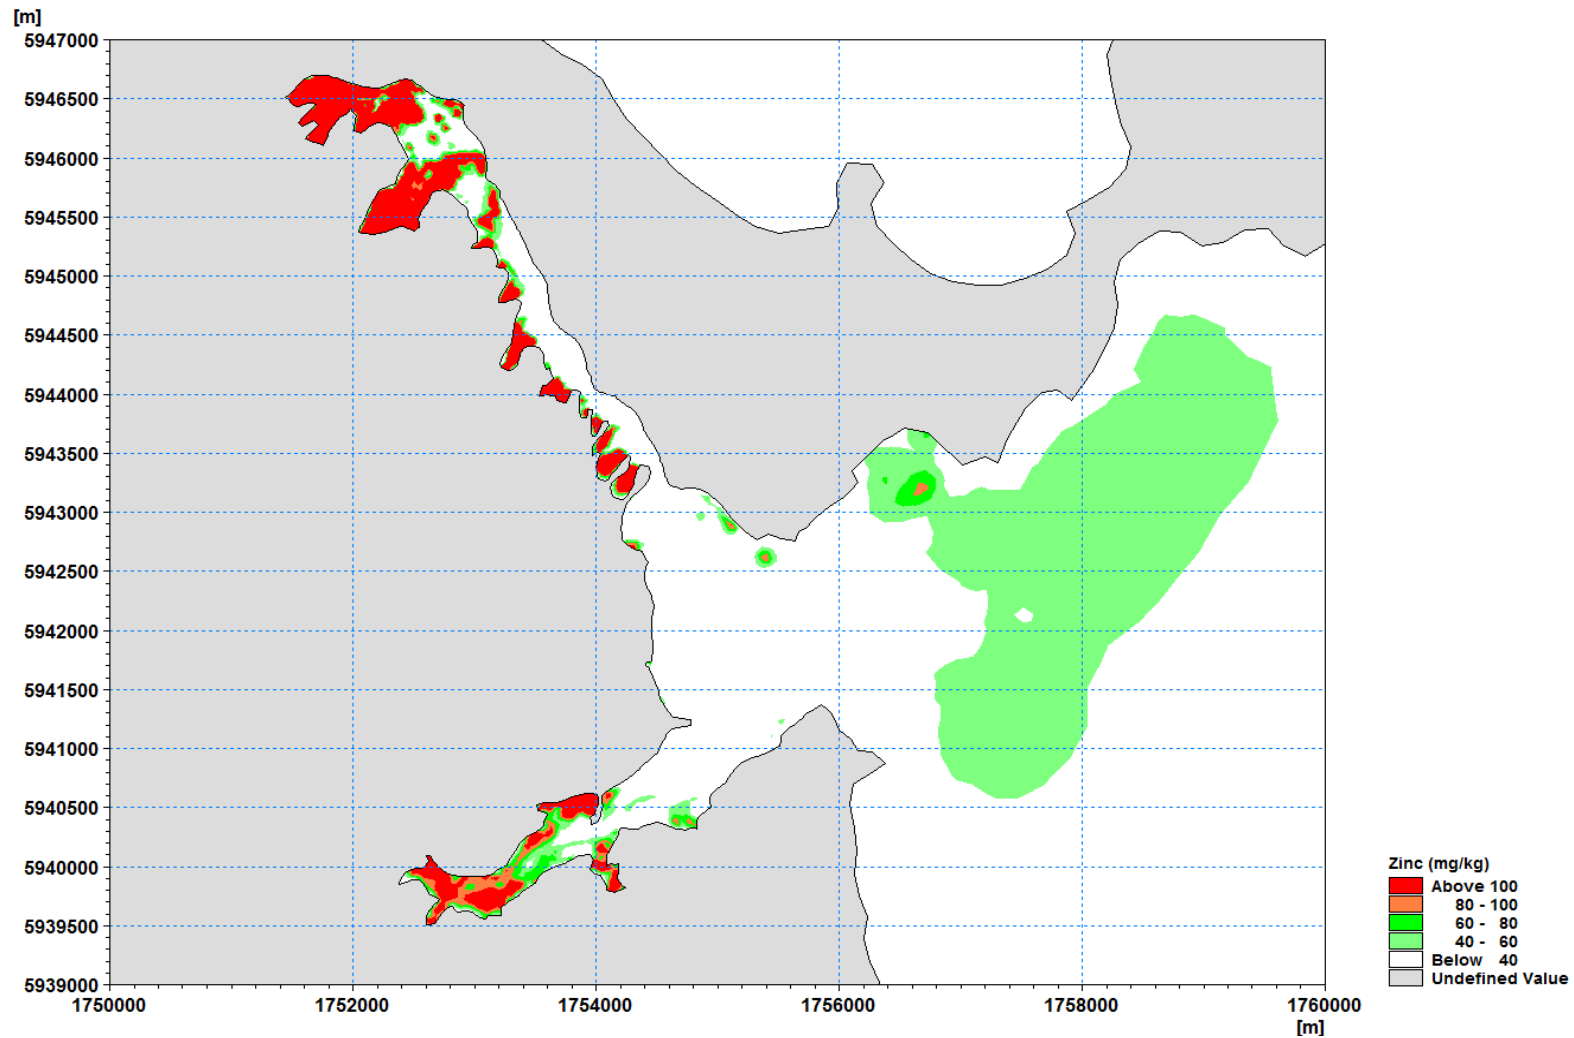 [m]
5947000
5946500
5946000
5945500
5945000
5944500
5944000
5943500
5943000
5942500
5942000
5941500
5941000
5940500
5940000
5939500
5939000
1750000 1752000 1754000 1756000 1758000 1760000
[m]
Zinc (mg/kg)
Above 100
80 - 100
60 - 80
40 - 60
Below 40
Undefined Value